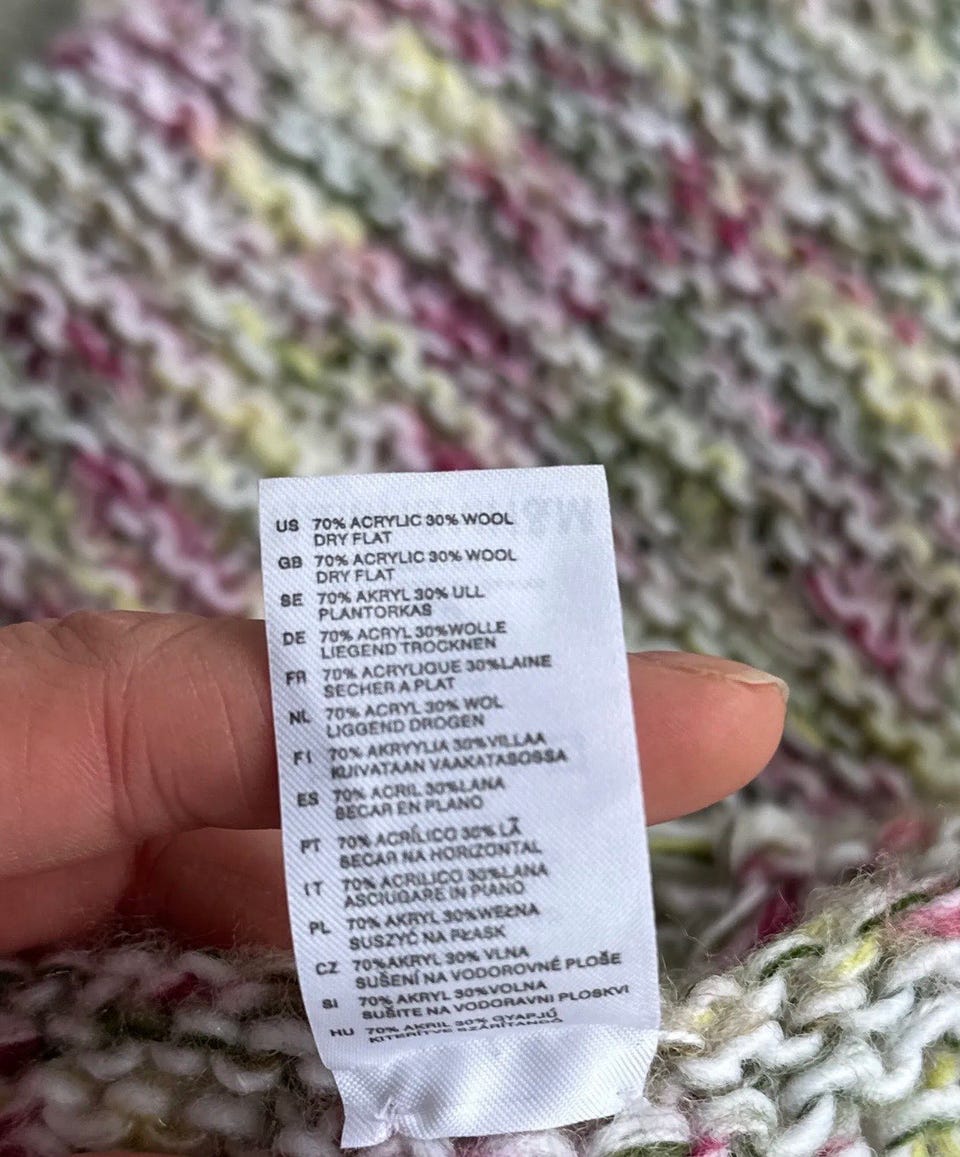 US 70% ACRYLIC 30% WOOL
DRY FLAT
GB 70% ACRYLIC 30% WOOL
DRY FLAT
SE 70% AKRYL 30% ULL
PLANTORKAS
DE 70% ACRYL 30%WOLLE
LIEGEND TROCKNEN
FR 70% ACRYLIQUE 30%LAINE
SECHER A PLAT
NL 70% ACRYL 30% WOL
LIGGEND DROGEN
FI 70% AKRYYLIA 30%VILLAA
KUIVATAAN VAAKATASOSSA
ES 70% ACRIL 30%LANA
SECAR EN PLANO
PT 70% ACRÍLICO 30% LÃ
SECAR NA HORIZONTAL
IT 70% ACRILICO 30%LANA
ASCIUGARE IN PIANO
PL 70% AKRYL 30%WEŁNA
SUSZYĆ NA PŁASK
CZ 70%AKRYL 30% VLNA
SUŠENÍ NA VODOROVNÉ PLOŠE
SI 70% AKRYL 30%VOLNA
SUŠITE NA VODORAVNI PLOSKVI
HU 70% AKRIL 30% GYAPJÚ
KITERÍTVE SZÁRÍTANDÓ